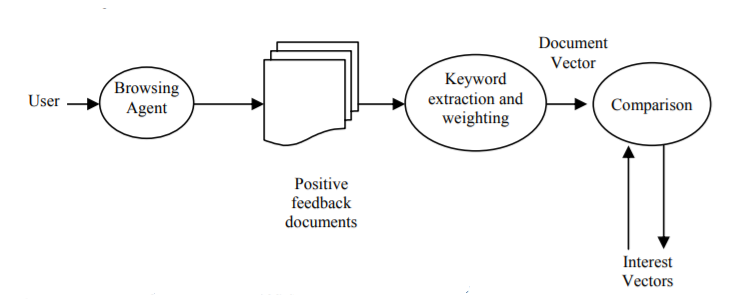 Document
Vector
User
Browsing
Agent
Keyword
extraction and
weighting
Comparison
Positive
feedback
documents
Interest
Vectors